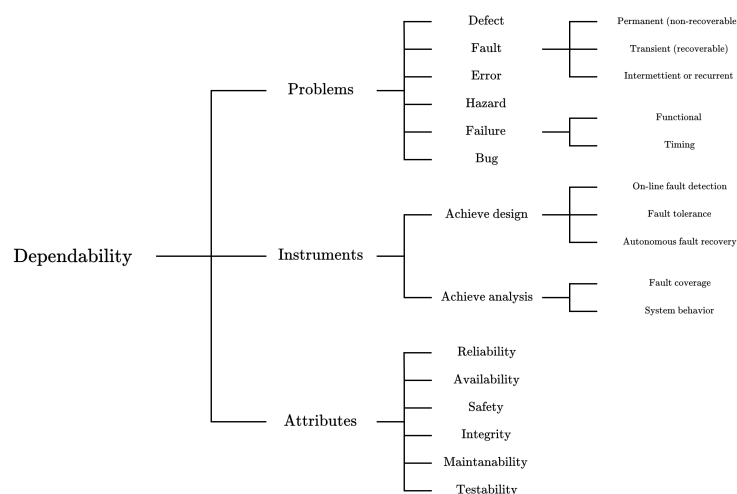 Dependability
Problems
Defect
Fault
Permanent (non-recoverable
Transient (recoverable)
Intermettient or recurrent
Error
Hazard
Failure
Functional
Timing
Bug
Instruments
Achieve design
On-line fault detection
Fault tolerance
Autonomous fault recovery
Achieve analysis
Fault coverage
System behavior
Attributes
Reliability
Availability
Safety
Integrity
Maintanability
Testability